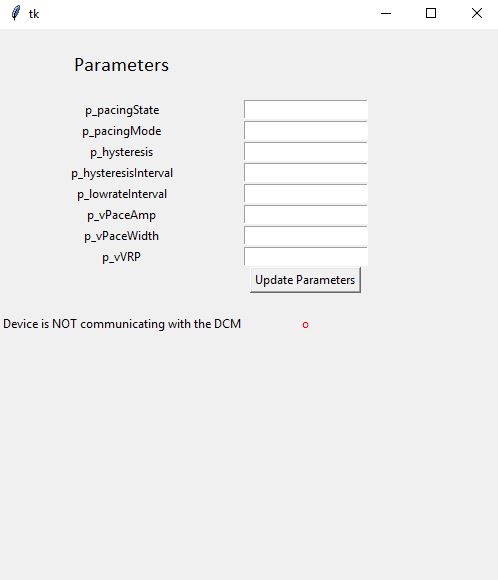 tk
Parameters
p_pacingState
p_pacingMode
p_hysteresis
p_hysteresisInterval
p_lowrateInterval
p_vPaceAmp
p_vPaceWidth
p_vVRP
Update Parameters
Device is NOT communicating with the DCM o